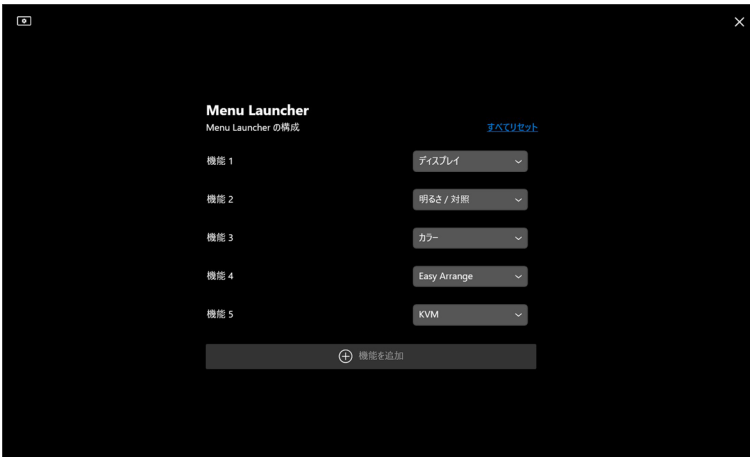 Menu Launcher
Menu Launcher の構成
すべてリセット
機能 1
ディスプレイ
機能 2
明るさ / 対照
機能 3
カラー
機能 4
Easy Arrange
機能 5
KVM
機能を追加